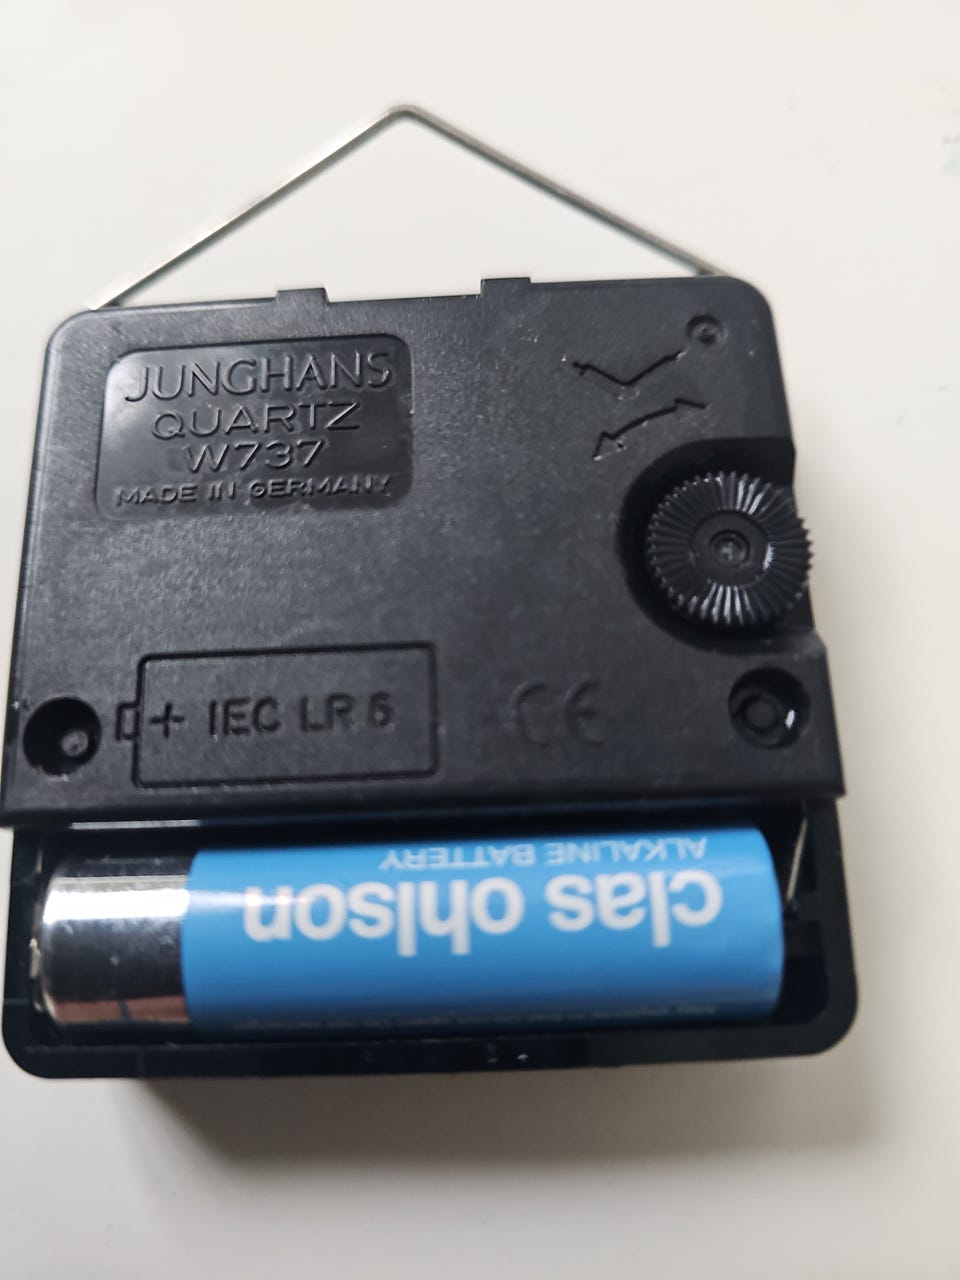 JUNGHANS
QUARTZ
W737
MADE IN GERMANY
+ IEC LR 6
CE
ALKALINE BATTERY
clas ohlson